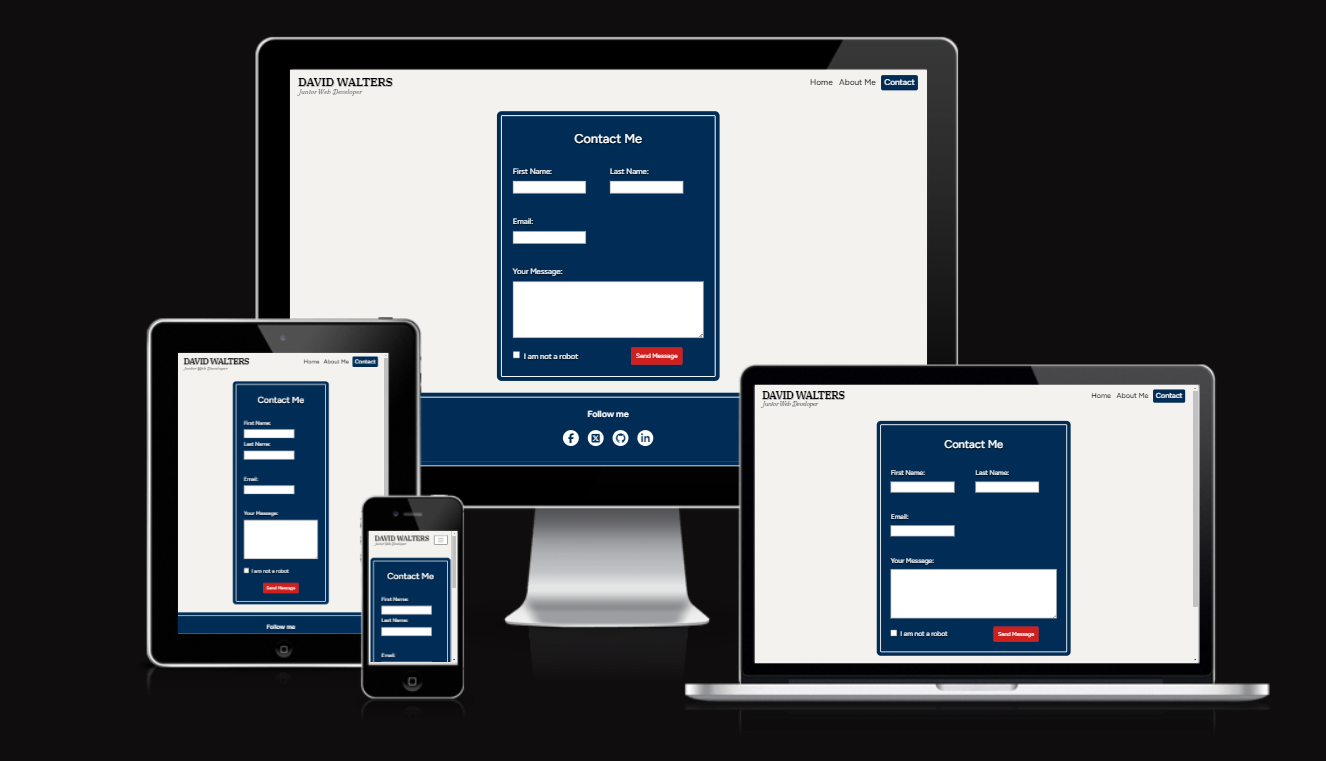 DAVID WALTERS
Junior Web Developer
Home About Me Contact
Contact Me
First Name: Last Name:
Email:
Your Message:
I am not a robot Send Message
Follow me
DAVID WALTERS
Junior Web Developer
Home About Me Contact
Contact Me
First Name:
Last Name:
Email:
Your Message:
I am not a robot
Send Message
Follow me
DAVID WALTERS
Junior Web Developer
Contact Me
First Name:
Last Name:
Email:
DAVID WALTERS
Junior Web Developer
Home About Me Contact
Contact Me
First Name: Last Name:
Email:
Your Message:
I am not a robot Send Message